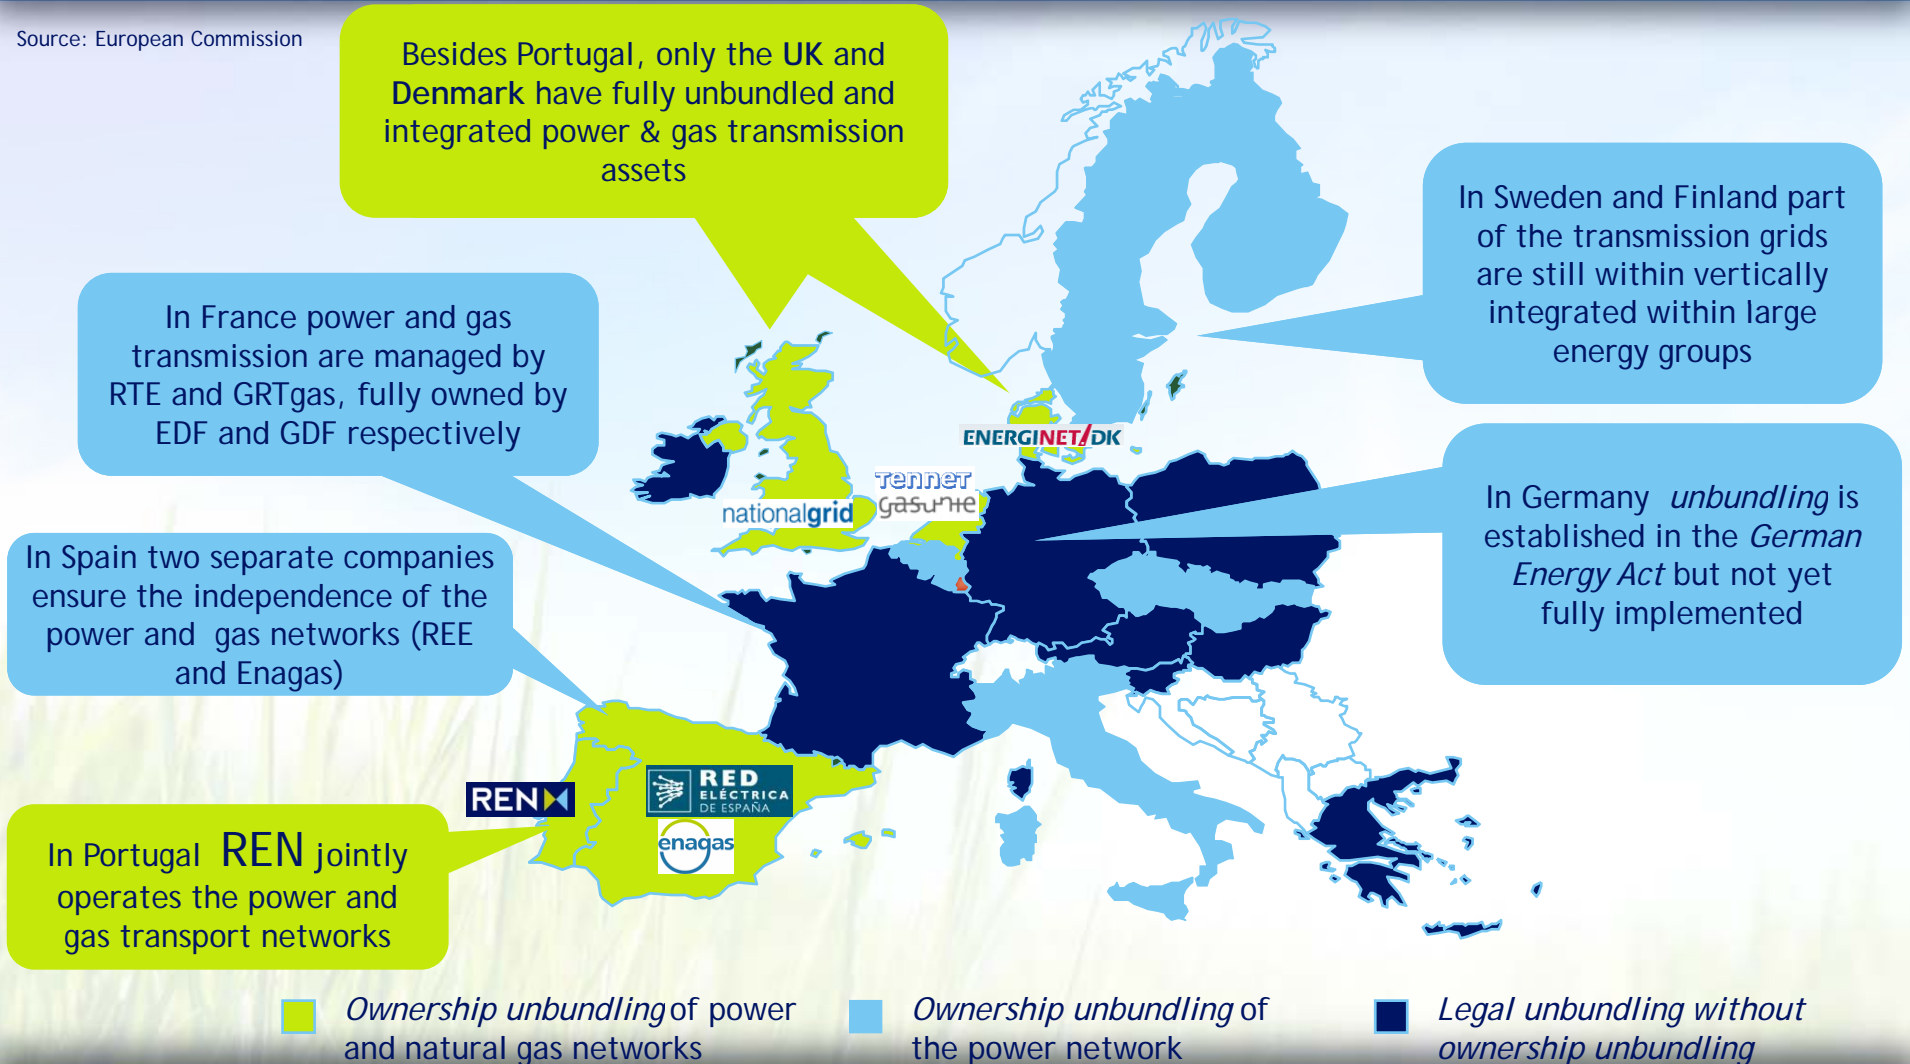 Source: European Commission
Besides Portugal, only the UK and
Denmark have fully unbundled and
integrated power & gas transmission
assets
In Sweden and Finland part
of the transmission grids
are still within vertically
integrated within large
energy groups
In France power and gas
transmission are managed by
RTE and GRTgas, fully owned by
EDF and GDF respectively
ENERGINET/DK
TenneT
gasunie
nationalgrid
In Germany unbundling is
established in the German
Energy Act but not yet
fully implemented
In Spain two separate companies
ensure the independence of the
power and gas networks (REE
and Enagas)
REN
RED
ELÉCTRICA
DE ESPAÑA
enagas
In Portugal REN jointly
operates the power and
gas transport networks
Ownership unbundling of power
and natural gas networks
Ownership unbundling of
the power network
Legal unbundling without
ownership unbundling